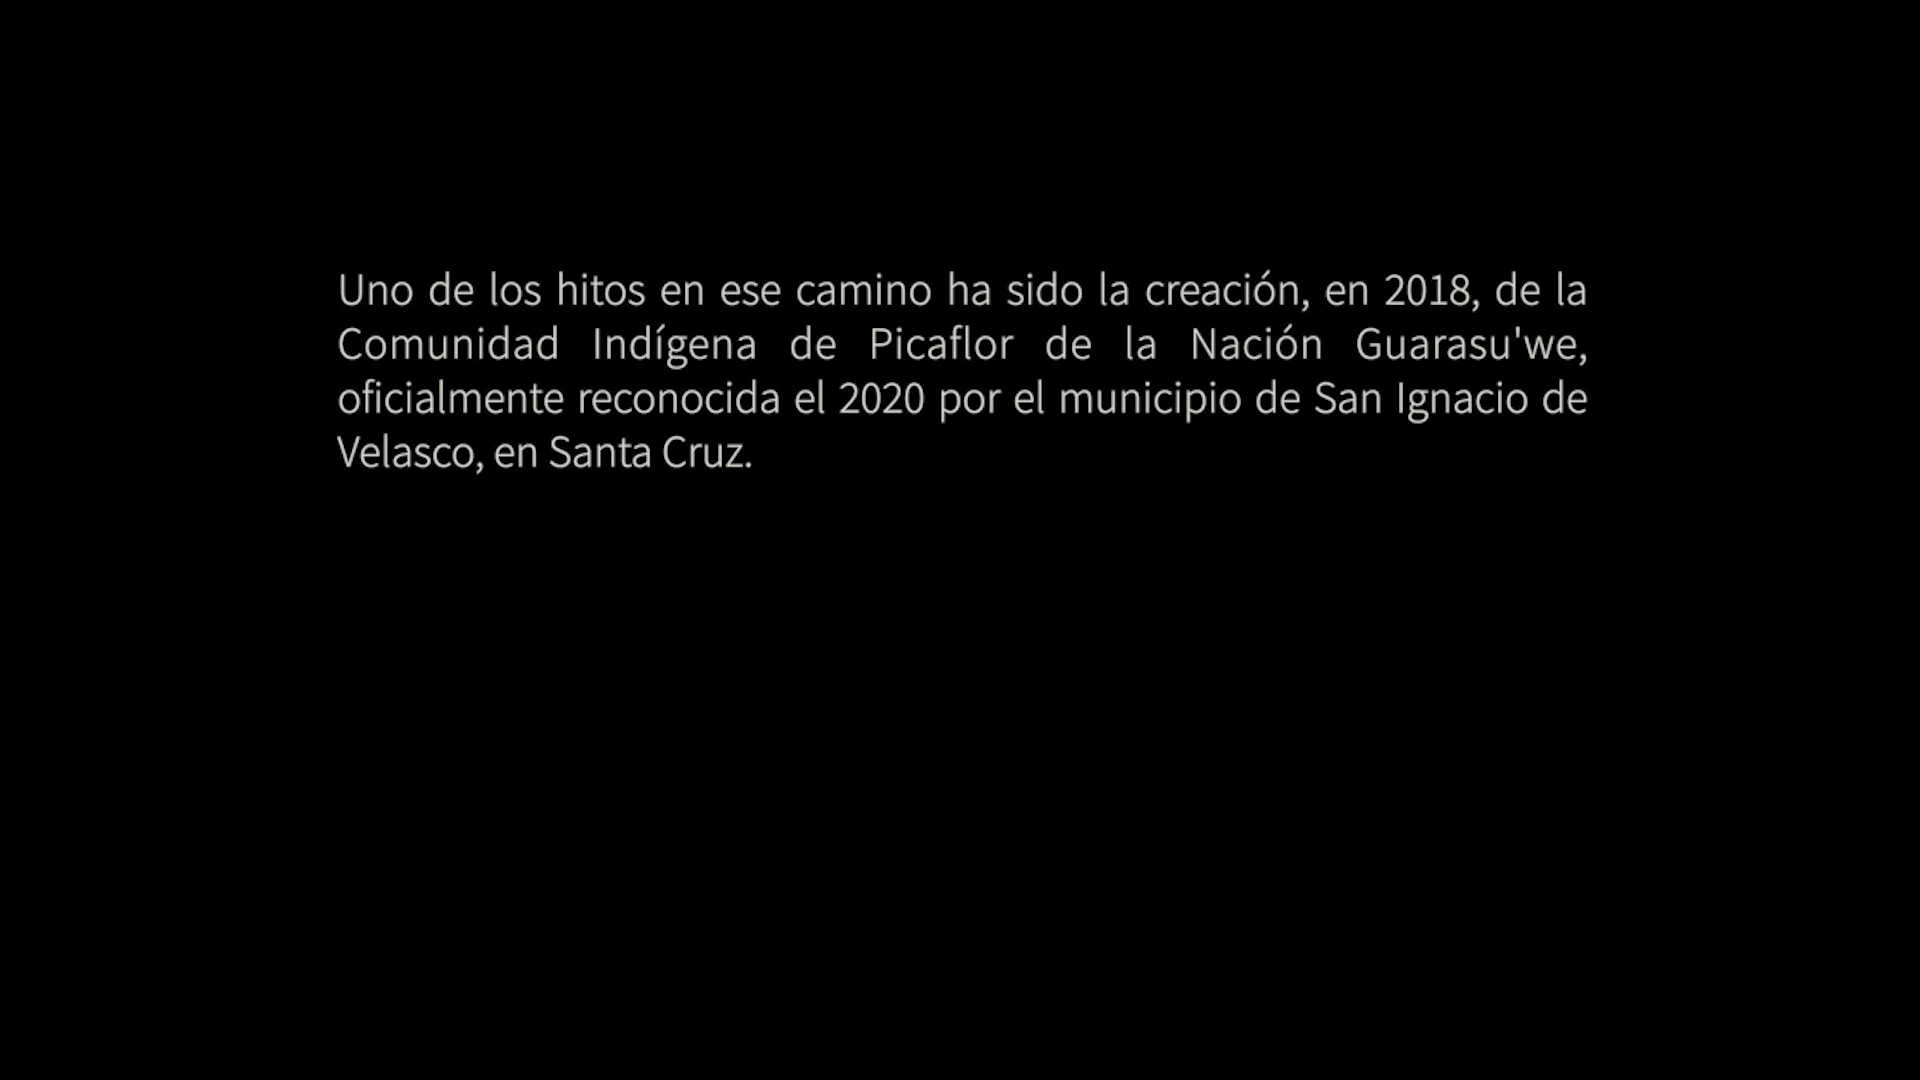 Uno de los hitos en ese camino ha sido la creación, en 2018, de la
Comunidad Indígena de Picaflor de la Nación Guarasu'we,
oficialmente reconocida el 2020 por el municipio de San Ignacio de
Velasco, en Santa Cruz.